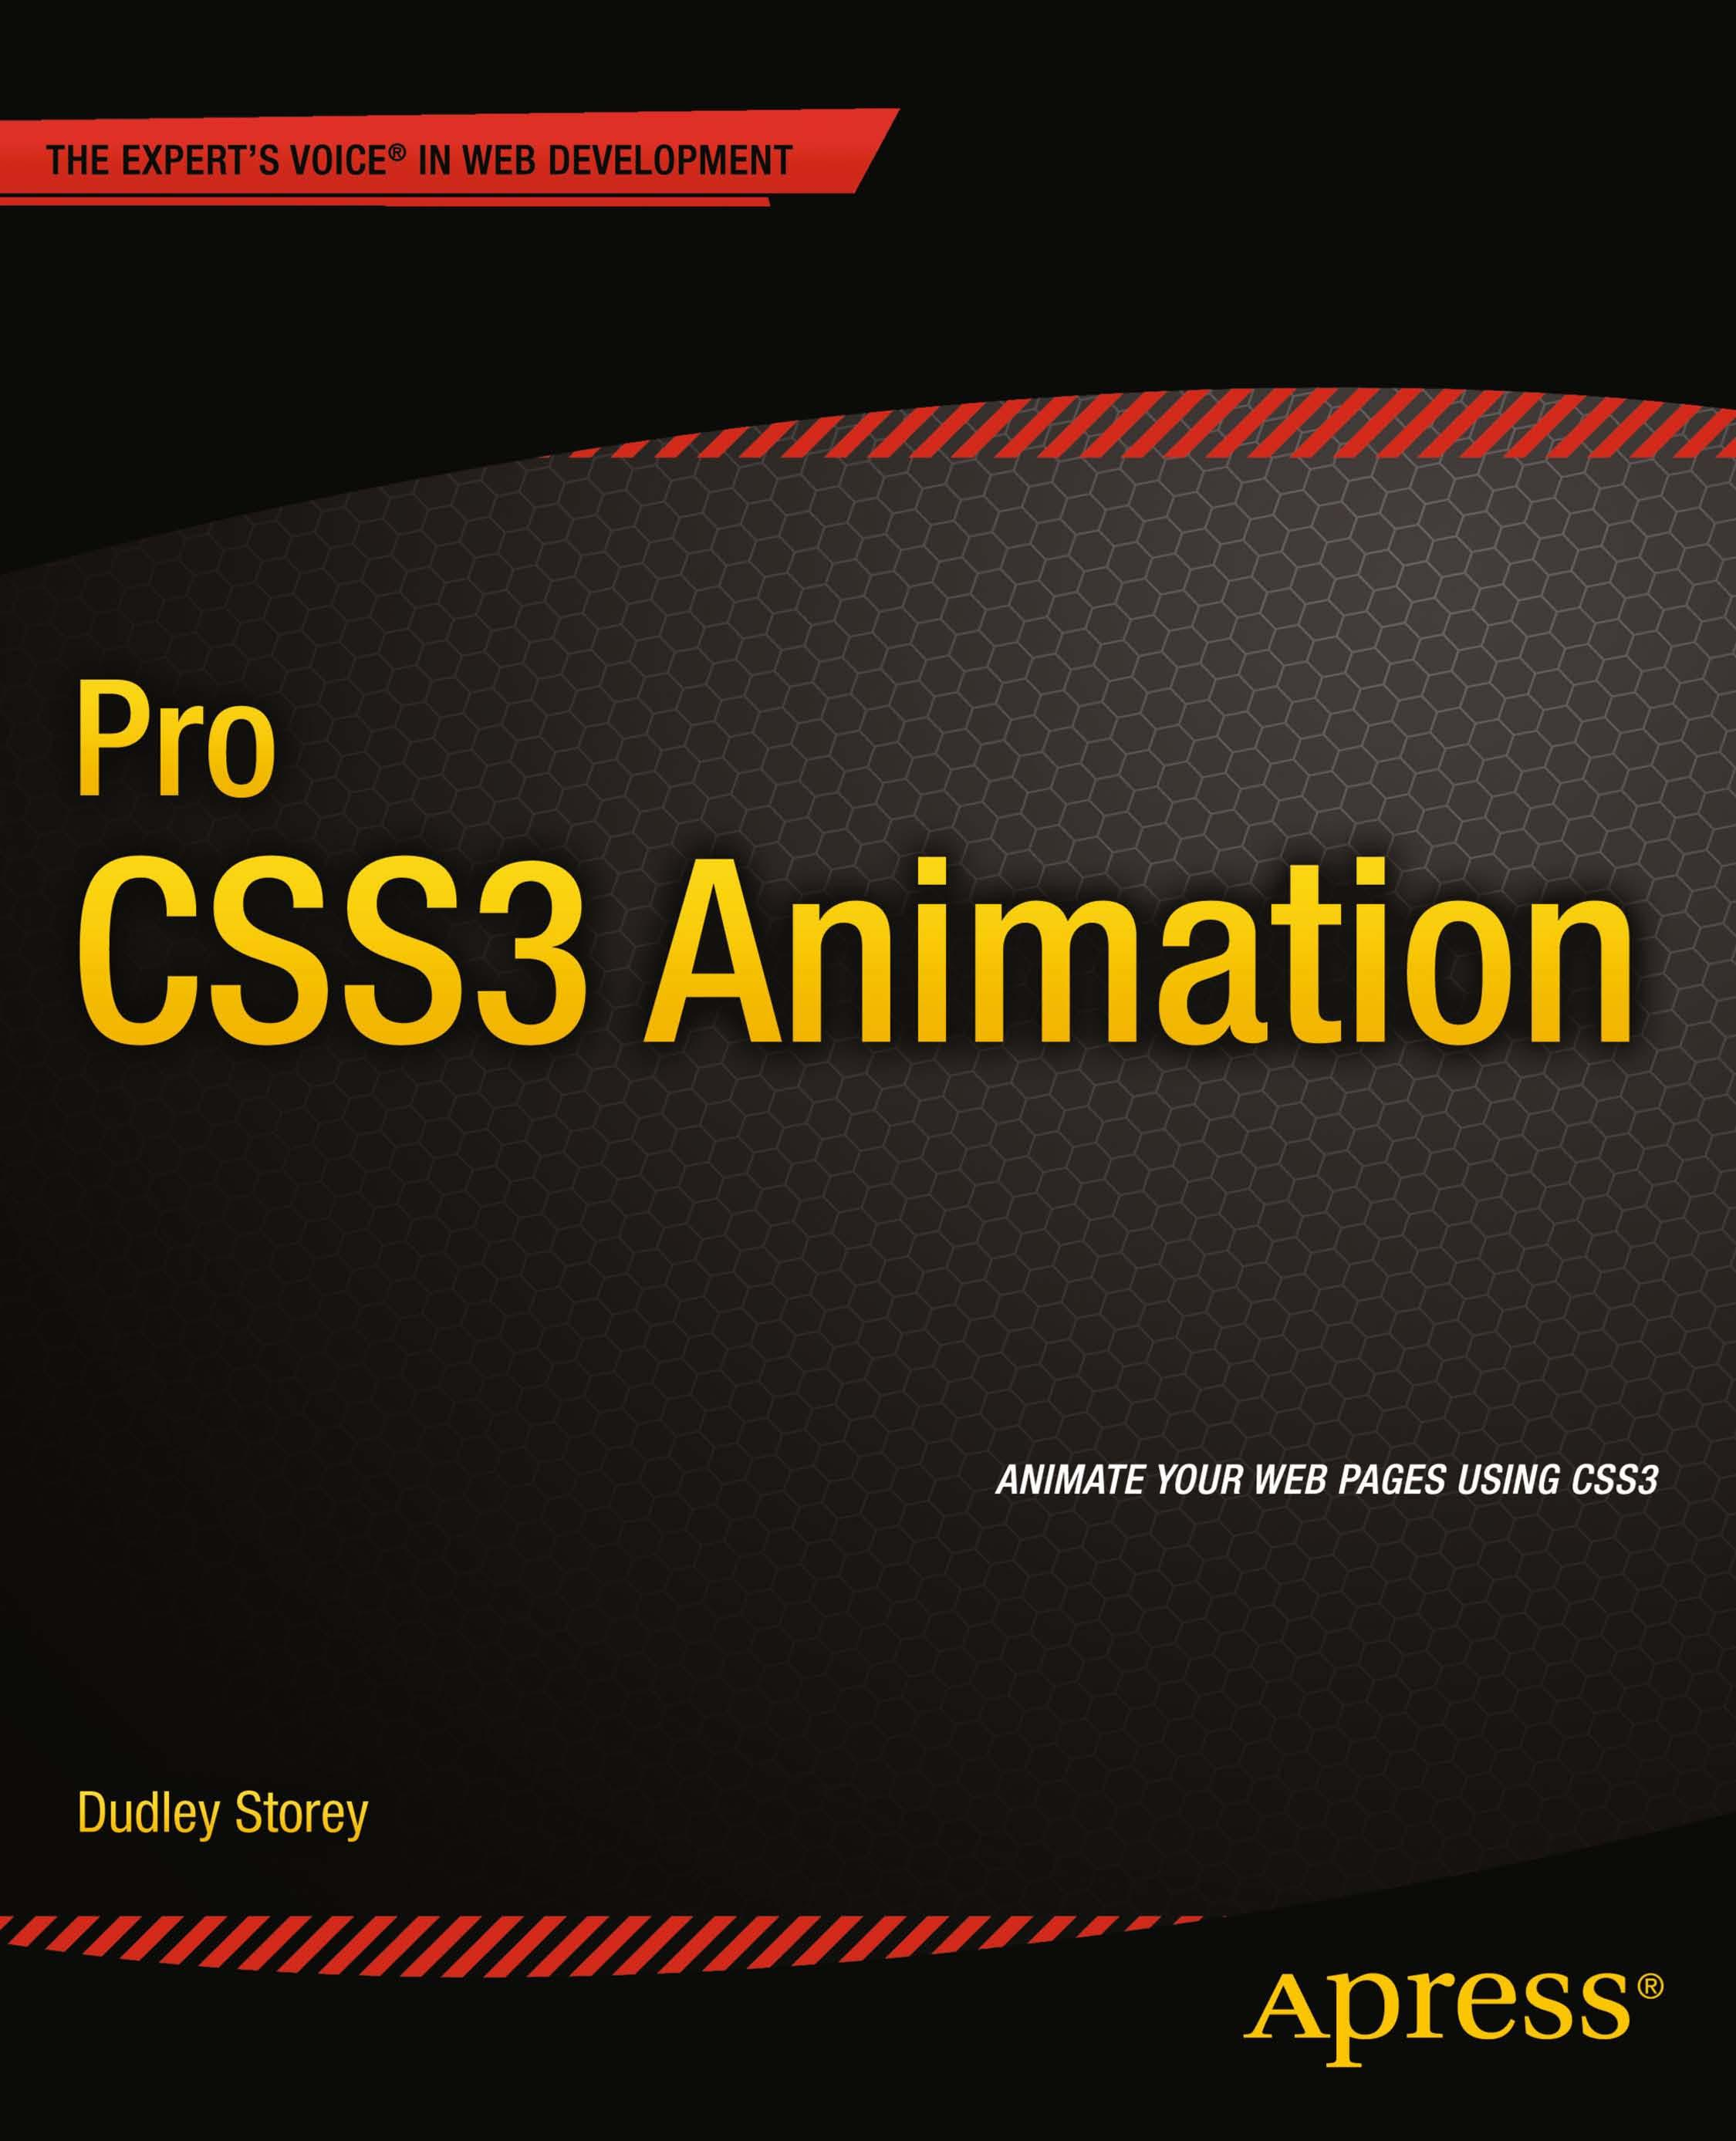 THE EXPERT'S VOICE® IN WEB DEVELOPMENT
Pro
CSS3 Animation
ANIMATE YOUR WEB PAGES USING CSS3
Dudley Storey
Apress®